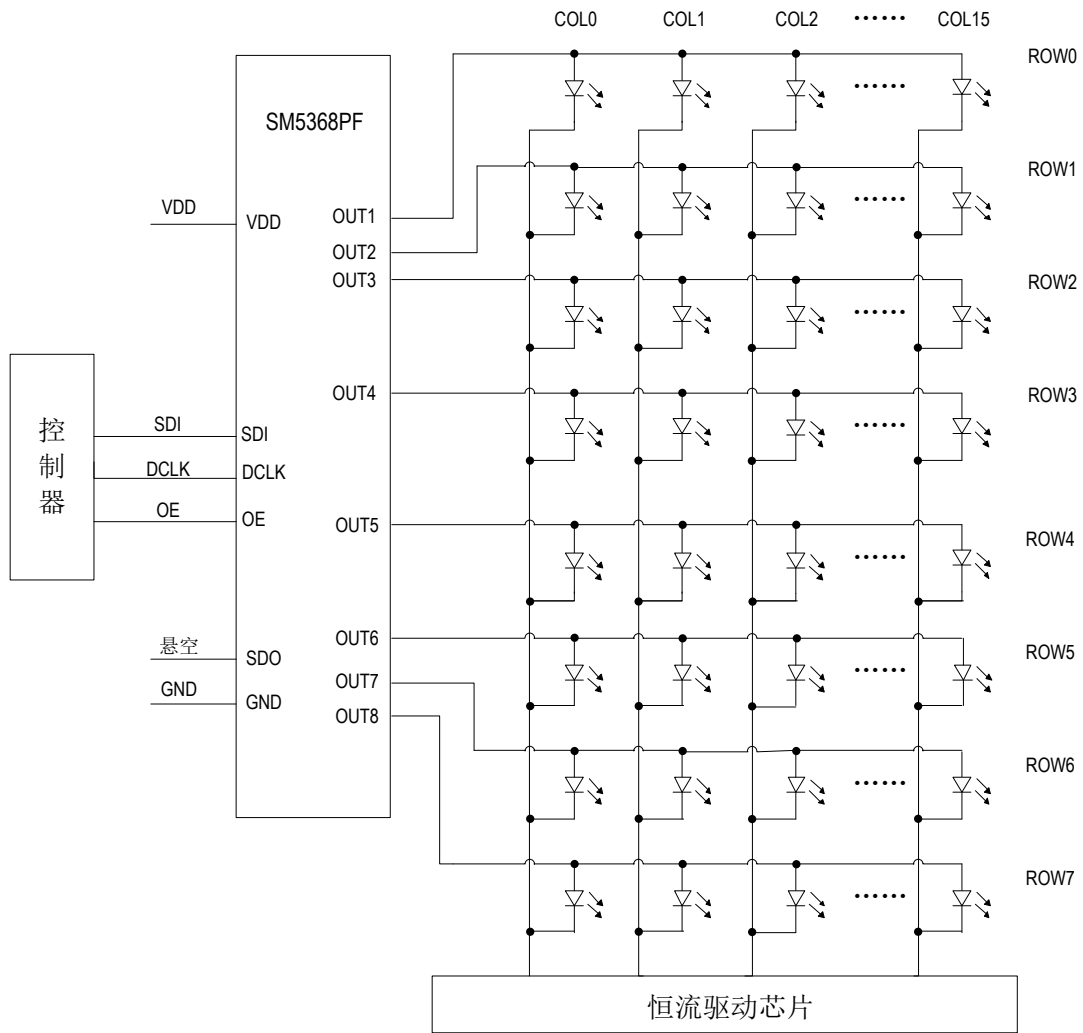 COL0 COL1 COL2 •••••• COL15
ROW0
SM5368PF
••••••
ROW1
VDD VDD
OUT1
••••••
OUT2
OUT3
ROW2
••••••
OUT4
ROW3
控制器
SDI SDI
••••••
DCLK DCLK
OE OE
OUT5
ROW4
••••••
悬空 SDO
OUT6
ROW5
GND GND
OUT7
••••••
OUT8
ROW6
••••••
ROW7
••••••
恒流驱动芯片